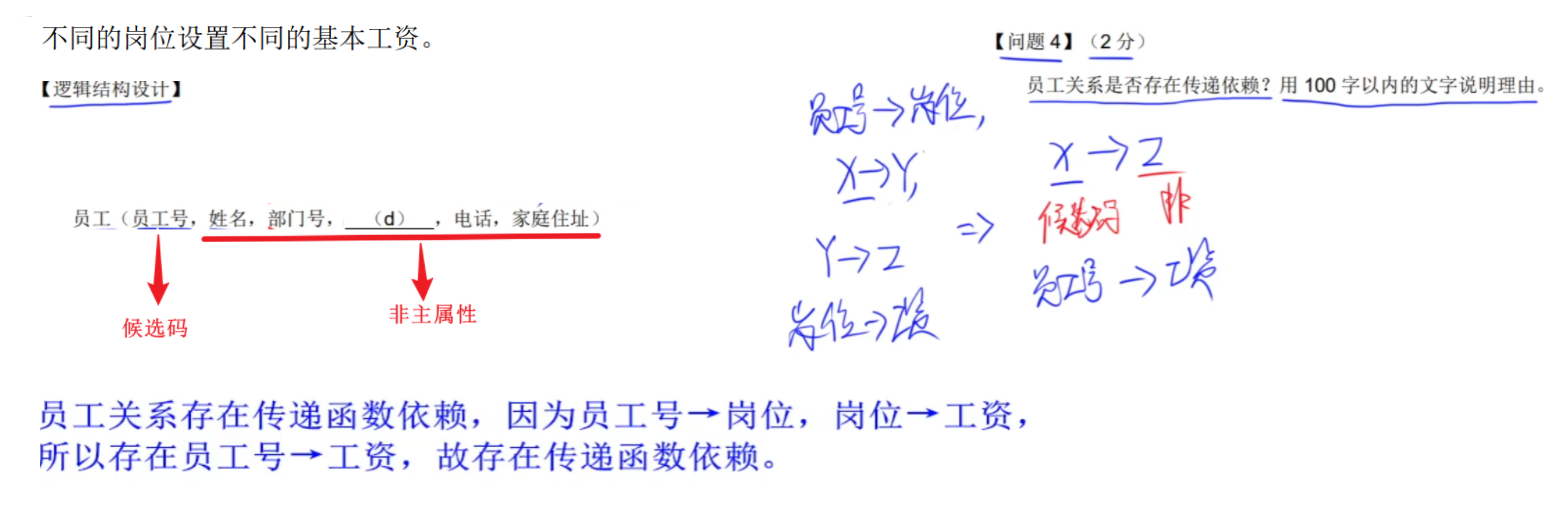 不同的岗位设置不同的基本工资。
【逻辑结构设计】
员工（员工号，姓名，部门号，（d），电话，家庭住址）
候选码
非主属性
【问题 4】（2 分）
员工关系是否存在传递依赖？用 100 字以内的文字说明理由。
员工号→岗位,
X→Y,
Y→Z
岗位→工资
=>
X→Z
候选码 非
员工号→工资
员工关系存在传递函数依赖，因为员工号→岗位，岗位→工资，
所以存在员工号→工资，故存在传递函数依赖。